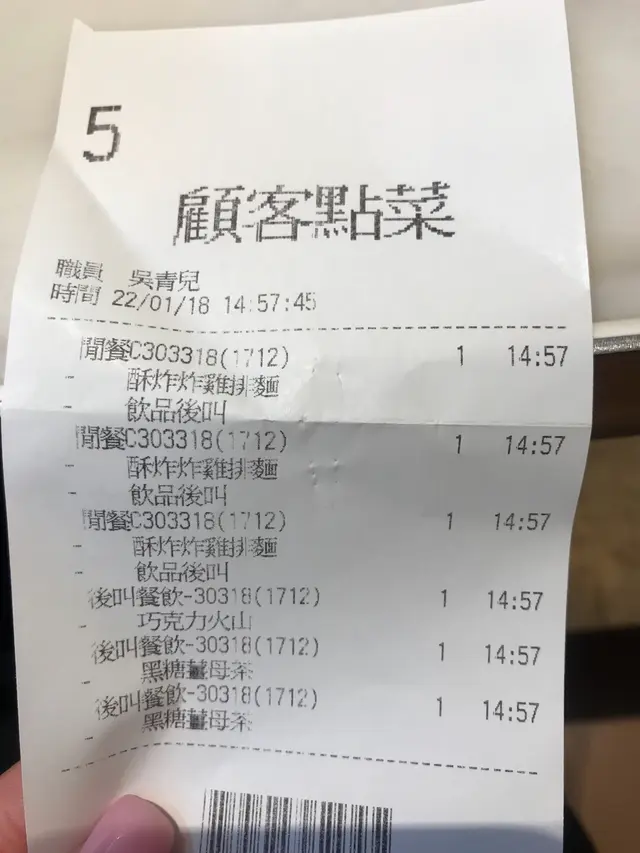 5
顧客點菜
職員 吳青兒
時間 22/01/18 14:57:45
閒餐C303318(1712) 1 14:57
- 酥炸炸雞排麵
- 飲品後叫
閒餐C303318(1712) 1 14:57
- 酥炸炸雞排麵
- 飲品後叫
閒餐C303318(1712) 1 14:57
- 酥炸炸雞排麵
- 飲品後叫
後叫餐飲-30318(1712) 1 14:57
- 巧克力火山
後叫餐飲-30318(1712) 1 14:57
- 黑糖薑母茶
後叫餐飲-30318(1712) 1 14:57
- 黑糖薑母茶